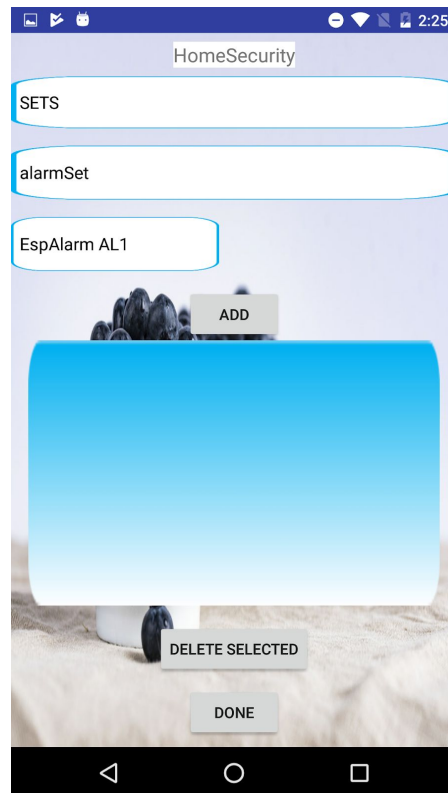 2:25
HomeSecurity
SETS
alarmSet
EspAlarm AL1
ADD
DELETE SELECTED
DONE